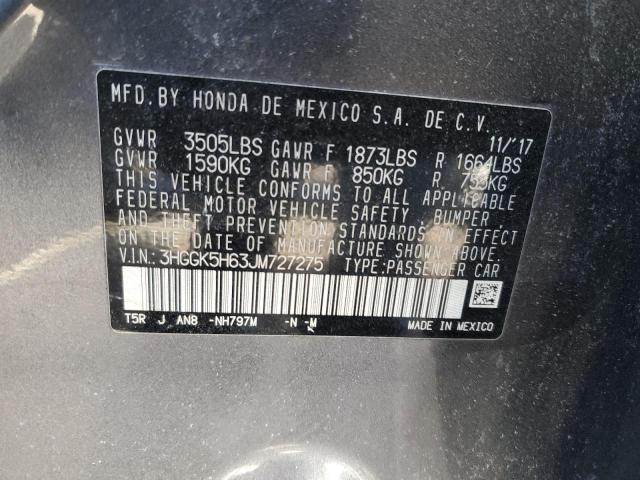 MFD. BY HONDA DE MEXICO S.A. DE C.V.
11/'17
GVWR 3505LBS GAWR F 1873LBS R 1664LBS
GVWR 1590KG GAWR F 850KG R 755KG
THIS VEHICLE CONFORMS TO ALL APPLICABLE
FEDERAL MOTOR VEHICLE SAFETY, BUMPER
AND THEFT PREVENTION STANDARDS IN EFFECT
ON THE DATE OF MANUFACTURE SHOWN ABOVE.
V.I.N: 3HGGK5H63JM727275 TYPE:PASSENGER CAR
T5R J AN8 -NH797M -N -M
MADE IN MEXICO